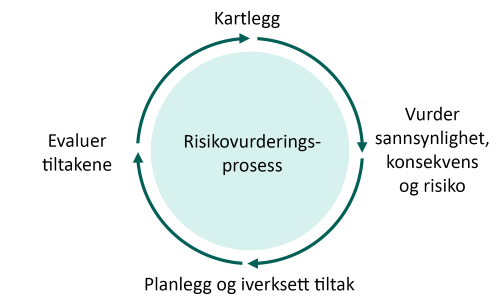 Kartlegg
Vurder
sannsynlighet,
konsekvens
og risiko
Planlegg og iverksett tiltak
Evaluer
tiltakene
Risikovurderings-
prosess